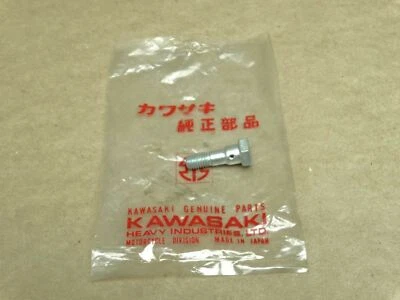 カワサキ
純正部品
KAWASAKI GENUINE PARTS
KAWASAKI
HEAVY INDUSTRIES, LTD.
MOTORCYCLE DIVISION MADE IN JAPAN